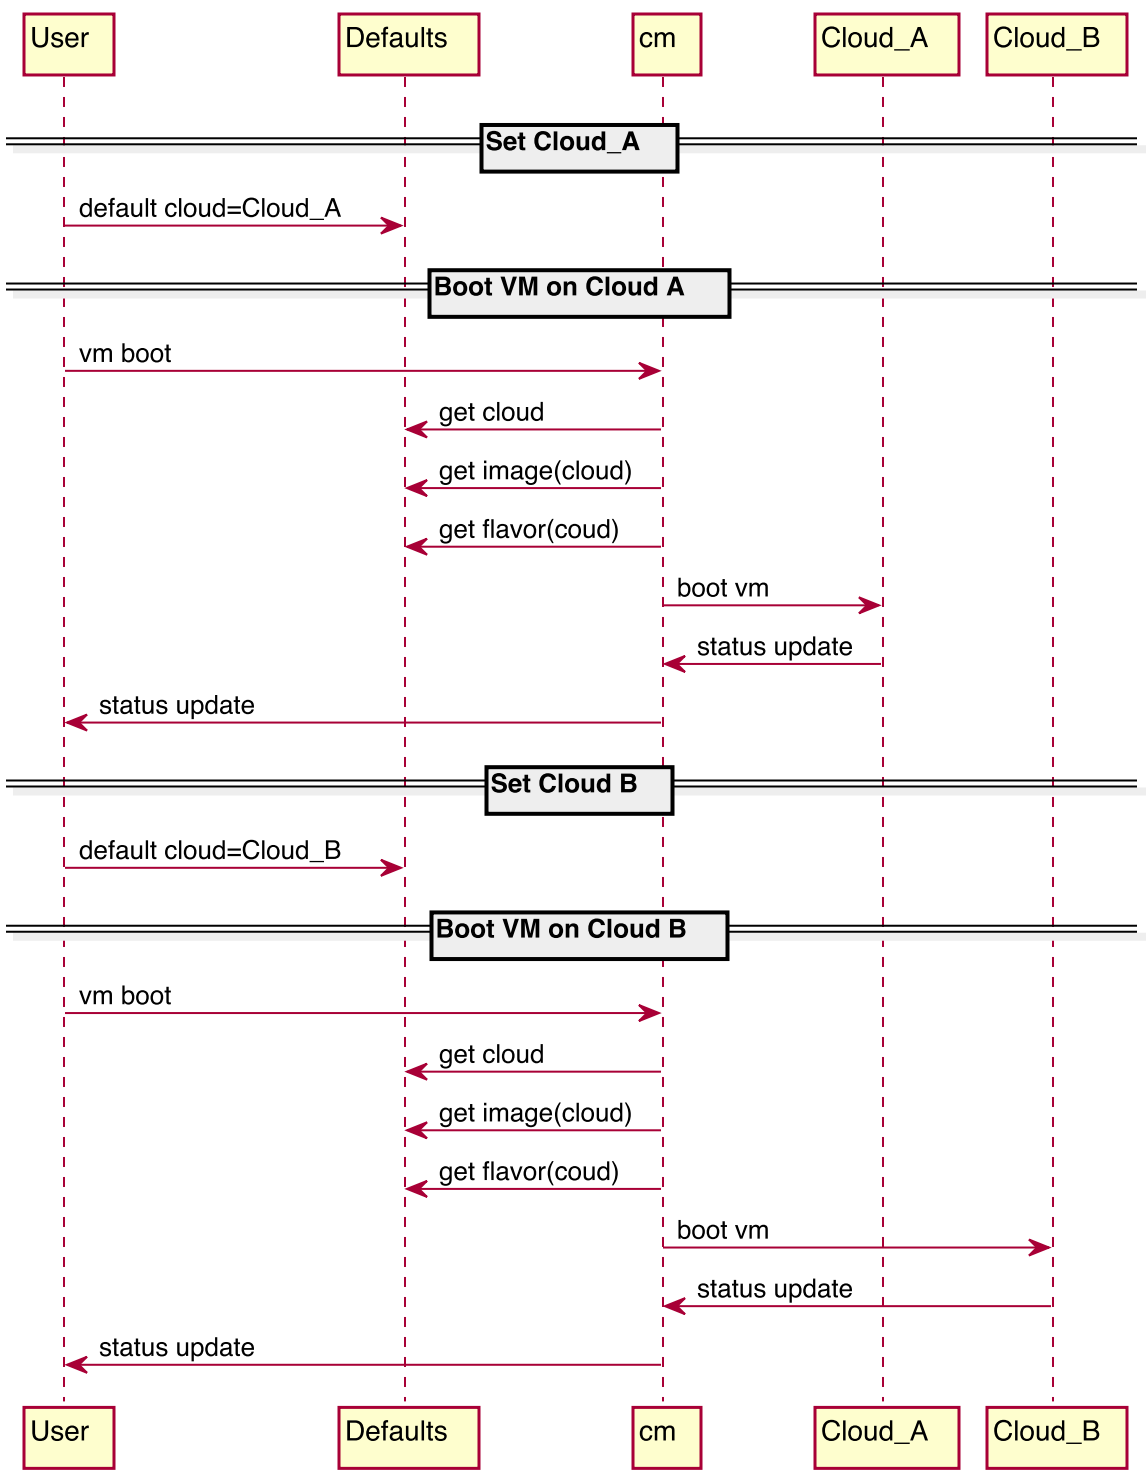 User
Defaults
cm
Cloud_A
Cloud_B
Set Cloud_A
default cloud=Cloud_A
Boot VM on Cloud A
vm boot
get cloud
get image(cloud)
get flavor(coud)
boot vm
status update
status update
Set Cloud B
default cloud=Cloud_B
Boot VM on Cloud B
vm boot
get cloud
get image(cloud)
get flavor(coud)
boot vm
status update
status update
User
Defaults
cm
Cloud_A
Cloud_B